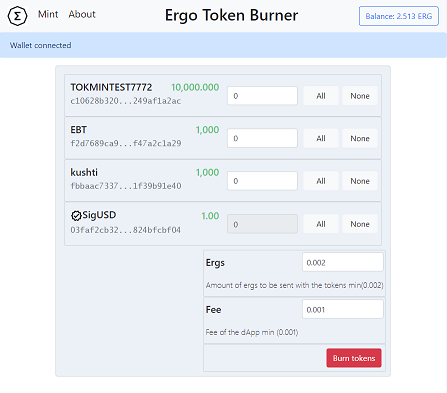 Mint About Ergo Token Burner Balance: 2.513 ERG
Wallet connected
TOKMINTEST7772 10,000.000 0 All None
c10628b320...249af1a2ac
EBT 1,000 0 All None
f2d7689ca9...f47a2c1a29
kushti 1,000 0 All None
fbbaac7337...1f39b91e40
SigUSD 1.00 0 All None
03faf2cb32...824bfcbf04
Ergs 0.002
Amount of ergs to be sent with the tokens min(0.002)
Fee 0.001
Fee of the dApp min (0.001)
Burn tokens